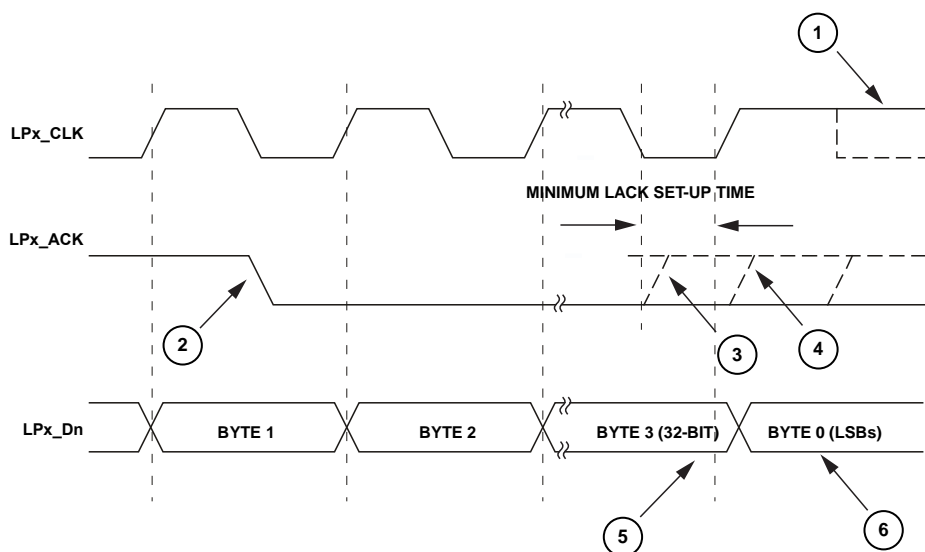 1
LPx_CLK
MINIMUM LACK SET-UP TIME
LPx_ACK
2
3
4
LPx_Dn
BYTE 1
BYTE 2
BYTE 3 (32-BIT)
BYTE 0 (LSBs)
5
6